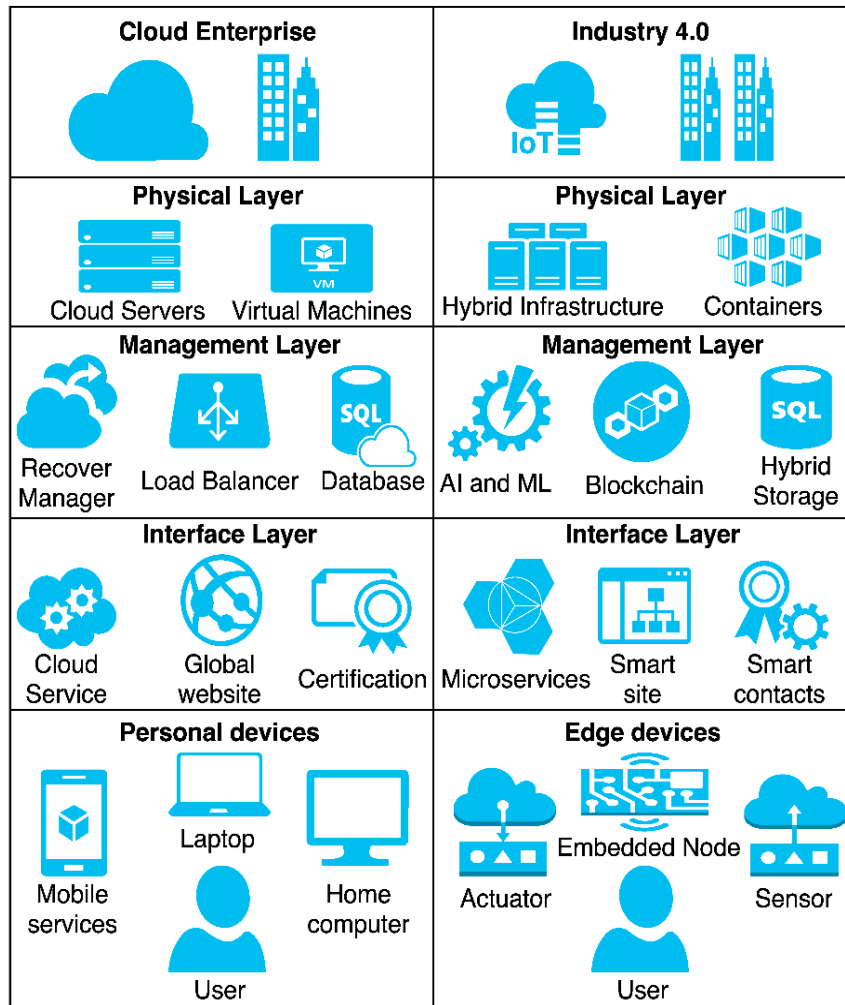 Cloud Enterprise
Industry 4.0
IoT
Physical Layer
VM
Cloud Servers
Virtual Machines
Physical Layer
Hybrid Infrastructure
Containers
Management Layer
SQL
Recover
Manager
Load Balancer
Database
Management Layer
SQL
AI and ML
Blockchain
Hybrid
Storage
Interface Layer
Cloud
Service
Global
website
Certification
Interface Layer
Microservices
Smart
site
Smart
contacts
Personal devices
Laptop
Mobile
services
Home
computer
User
Edge devices
Embedded Node
Actuator
Sensor
User